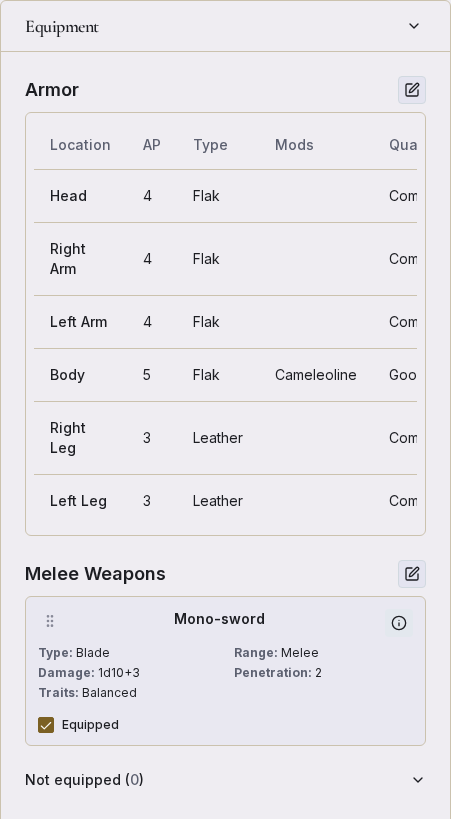 Equipment
Armor
Location AP Type Mods Qua
Head 4 Flak Com
Right
Arm 4 Flak Com
Left Arm 4 Flak Com
Body 5 Flak Cameleoline Goo
Right
Leg 3 Leather Com
Left Leg 3 Leather Com
Melee Weapons
Mono-sword
Type: Blade Range: Melee
Damage: 1d10+3 Penetration: 2
Traits: Balanced
Equipped
Not equipped (0)